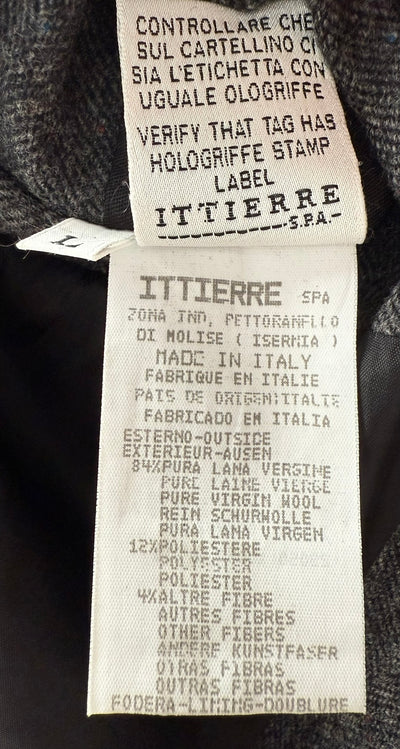 CONTROLLARE CHE
SUL CARTELLINO CI
SIA L'ETICHETTA CON
UGUALE OLOGRIFFE
VERIFY THAT TAG HAS
HOLOGRIFFE STAMP
LABEL
ITTIERRE
S.P.A.
L
ITTIERRE SPA
ZONA IND. PETTORANELLO
DI MOLISE ( ISERNIA )
MADE IN ITALY
FABRIQUE EN ITALIE
PAIS DE ORIGEN:ITALIE
FABRICADO EN ITALIA
ESTERNO-OUTSIDE
EXTERIEUR-AUSEN
84%PURA LANA VERGINE
PURE LAINE VIERGE
PURE VIRGIN WOOL
REIN SCHURWOLLE
PURA LANA VIRGEN
12%POLIESTERE
POLYESTER
POLIESTER
4%ALTRE FIBRE
AUTRES FIBRES
OTHER FIBERS
ANDERE KUNSTFASER
OTRAS FIBRAS
OUTRAS FIBRAS
FODERA-LINING-DOUBLURE